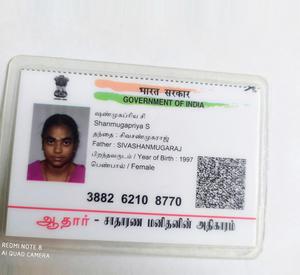 भारत सरकार
GOVERNMENT OF INDIA
ஷண்முகப்ரிய சி
Shanmugapriya S
தந்தை : சிவசண்முகராஜ்
Father : SIVASHANMUGARAJ
பிறந்தவருடம் / Year of Birth : 1997
பெண்பால் / Female
3882 6210 8770
ஆதார் - சாதாரண மனிதனின் அதிகாரம்
REDMI NOTE 8
AI QUAD CAMERA